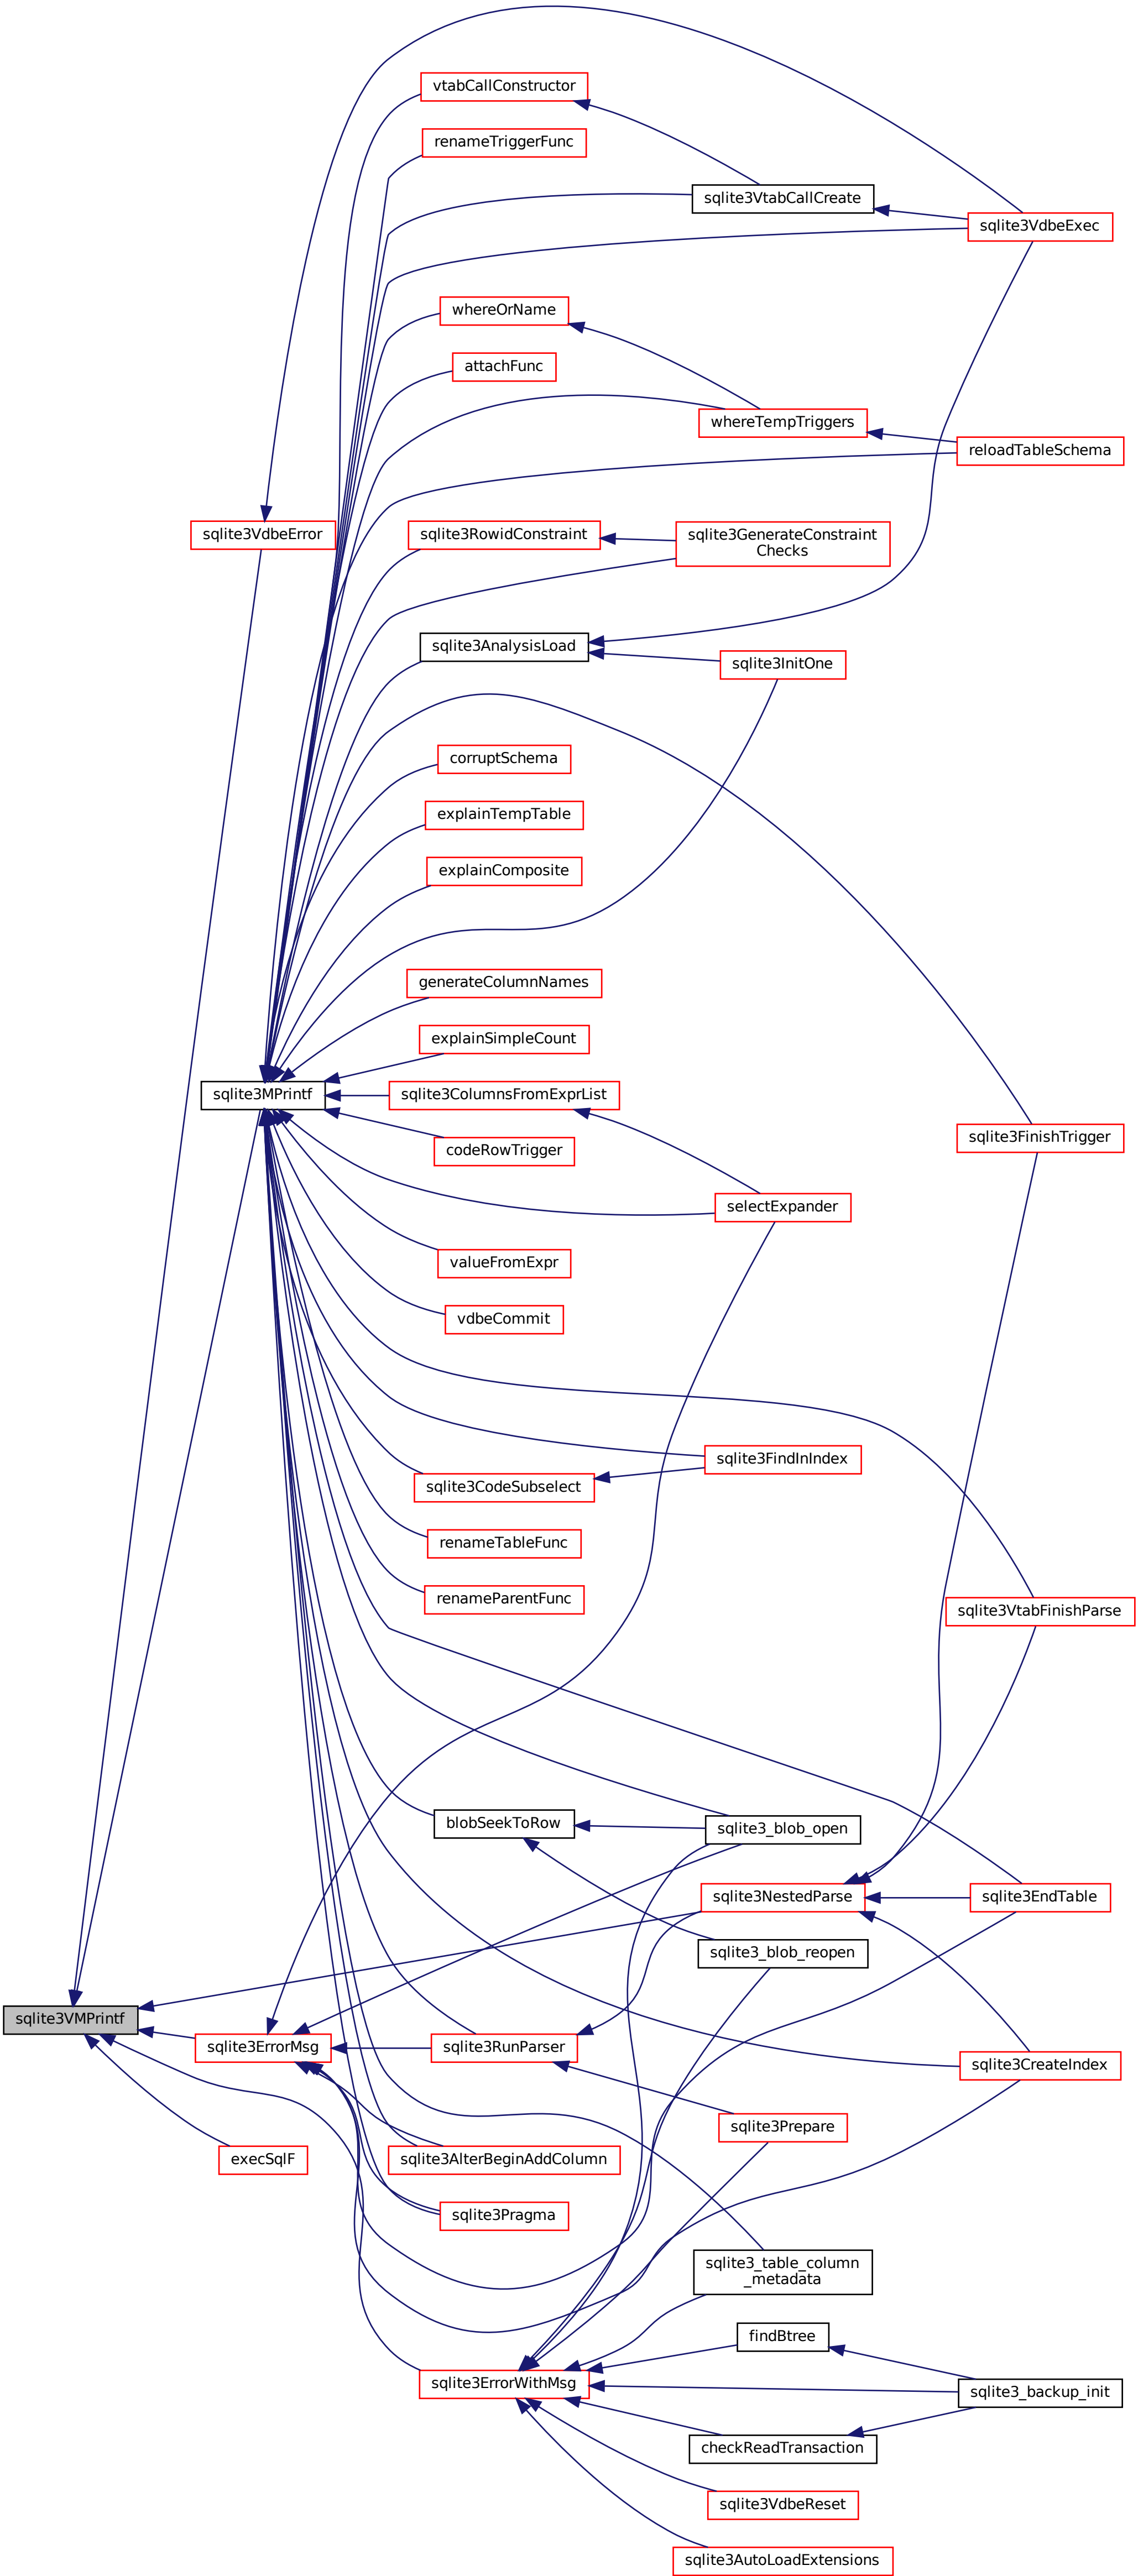 vtabCallConstructor
renameTriggerFunc
sqlite3VtabCallCreate
sqlite3VdbeExec
whereOrName
attachFunc
whereTempTriggers
reloadTableSchema
sqlite3VdbeError
sqlite3RowidConstraint
sqlite3GenerateConstraint
Checks
sqlite3AnalysisLoad
sqlite3InitOne
corruptSchema
explainTempTable
explainComposite
generateColumnNames
explainSimpleCount
sqlite3MPrintf
sqlite3ColumnsFromExprList
sqlite3FinishTrigger
codeRowTrigger
selectExpander
valueFromExpr
vdbeCommit
sqlite3FindInIndex
sqlite3CodeSubselect
renameTableFunc
renameParentFunc
sqlite3VtabFinishParse
blobSeekToRow
sqlite3_blob_open
sqlite3NestedParse
sqlite3EndTable
sqlite3_blob_reopen
sqlite3VMPrintf
sqlite3ErrorMsg
sqlite3RunParser
sqlite3CreateIndex
sqlite3Prepare
execSqlF
sqlite3AlterBeginAddColumn
sqlite3Pragma
sqlite3_table_column
_metadata
findBtree
sqlite3ErrorWithMsg
sqlite3_backup_init
checkReadTransaction
sqlite3VdbeReset
sqlite3AutoLoadExtensions